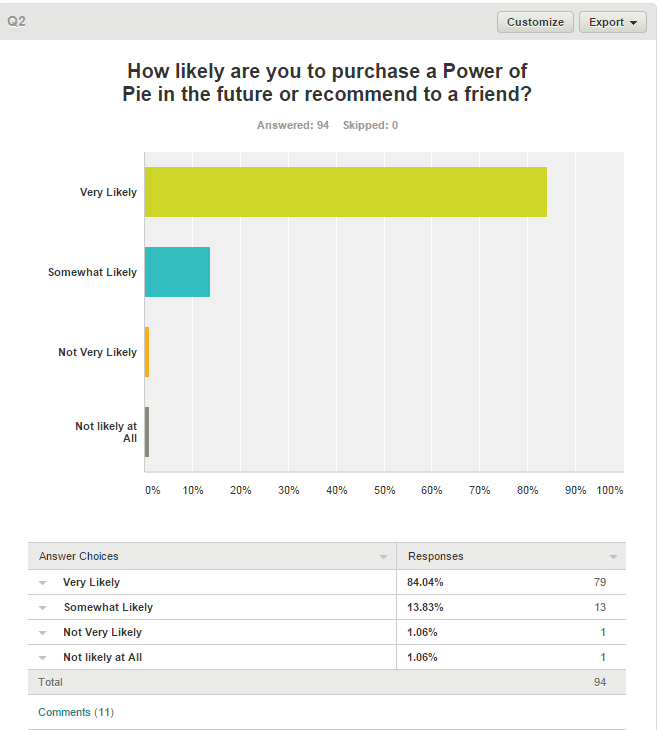 Q2
Customize
Export
How likely are you to purchase a Power of
Pie in the future or recommend to a friend?
Answered: 94 Skipped: 0
Very Likely
Somewhat Likely
Not Very Likely
Not likely at
All
0% 10% 20% 30% 40% 50% 60% 70% 80% 90% 100%
Answer Choices Responses
Very Likely 84.04% 79
Somewhat Likely 13.83% 13
Not Very Likely 1.06% 1
Not likely at All 1.06% 1
Total 94
Comments (11)